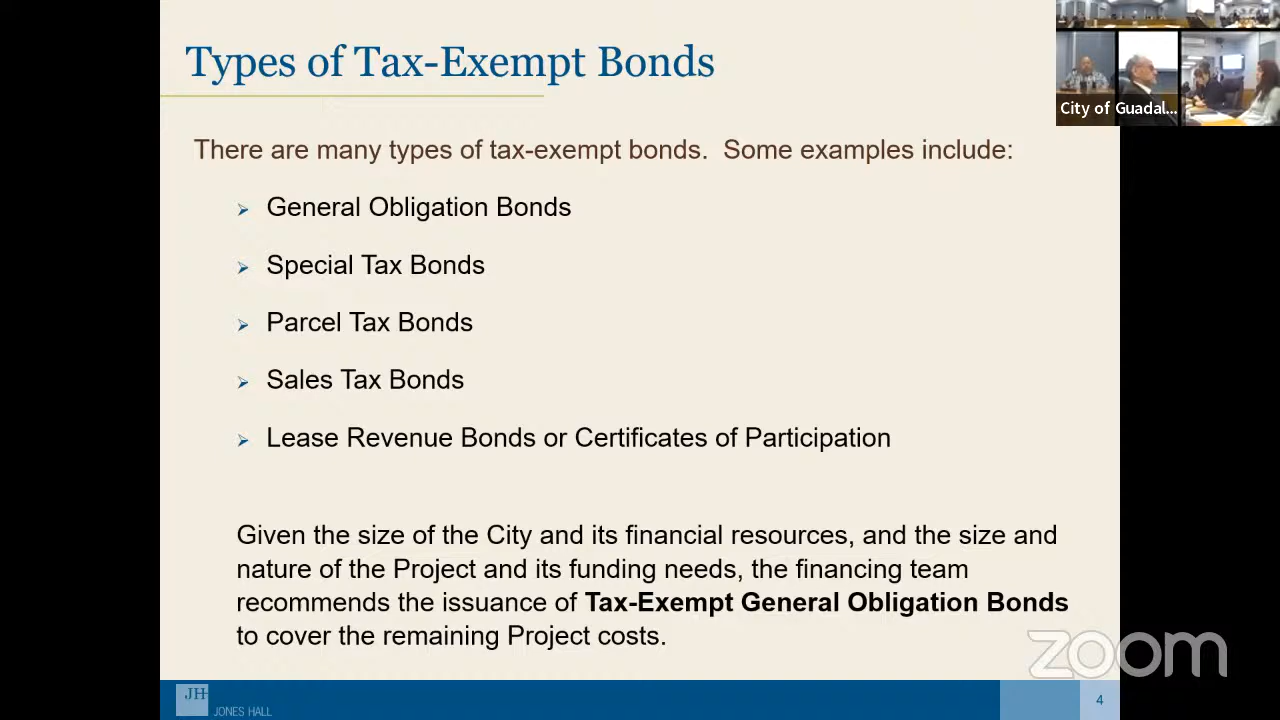 Types of Tax-Exempt Bonds
City of Guadal...
There are many types of tax-exempt bonds. Some examples include:
General Obligation Bonds
Special Tax Bonds
Parcel Tax Bonds
Sales Tax Bonds
Lease Revenue Bonds or Certificates of Participation
Given the size of the City and its financial resources, and the size and
nature of the Project and its funding needs, the financing team
recommends the issuance of Tax-Exempt General Obligation Bonds
to cover the remaining Project costs.
zoom
JH
JONES HALL
4